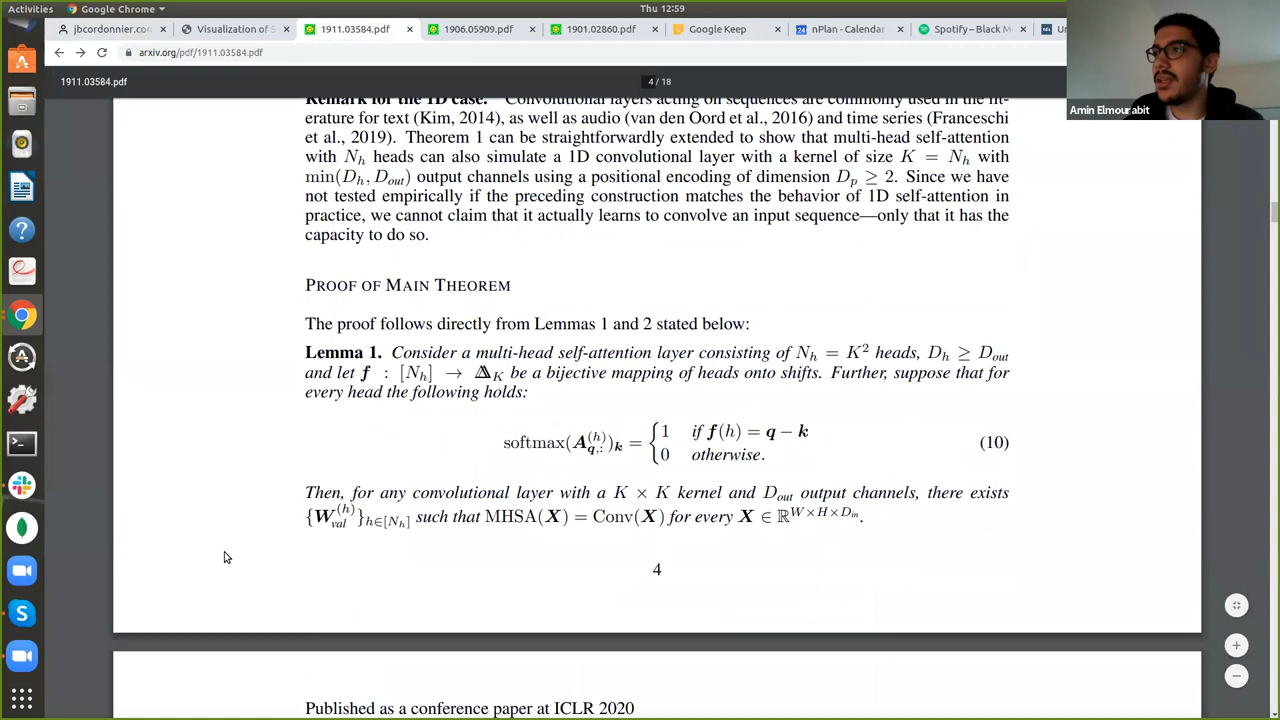 Activities
Google Chrome
Thu 12:59
jbcordonnier.com
Visualization of S
1911.03584.pdf
1906.05909.pdf
1901.02860.pdf
Google Keep
nPlan - Calendar
Spotify – Black M
arxiv.org/pdf/1911.03584.pdf
1911.03584.pdf
4 / 18
Amin Elmourabit
Remark for the 1D case. Convolutional layers acting on sequences are commonly used in the lit-
erature for text (Kim, 2014), as well as audio (van den Oord et al., 2016) and time series (Franceschi
et al., 2019). Theorem 1 can be straightforwardly extended to show that multi-head self-attention
with N_h heads can also simulate a 1D convolutional layer with a kernel of size K = N_h with
min(D_h, D_out) output channels using a positional encoding of dimension D_p ≥ 2. Since we have
not tested empirically if the preceding construction matches the behavior of 1D self-attention in
practice, we cannot claim that it actually learns to convolve an input sequence—only that it has the
capacity to do so.
PROOF OF MAIN THEOREM
The proof follows directly from Lemmas 1 and 2 stated below:
Lemma 1. Consider a multi-head self-attention layer consisting of N_h = K² heads, D_h ≥ D_out
and let f : [N_h] → Δ_K be a bijective mapping of heads onto shifts. Further, suppose that for
every head the following holds:
softmax(A_{q,:}^{(h)})_k = { 1 if f(h) = q − k
0 otherwise.
(10)
Then, for any convolutional layer with a K × K kernel and D_out output channels, there exists
{W_val^{(h)}}_{h∈[N_h]} such that MHSA(X) = Conv(X) for every X ∈ ℝ^{W×H×D_in}.
4
Published as a conference paper at ICLR 2020